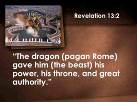 Revelation 13:2
“The dragon (pagan Rome)
gave him (the beast) his
power, his throne, and great
authority.”